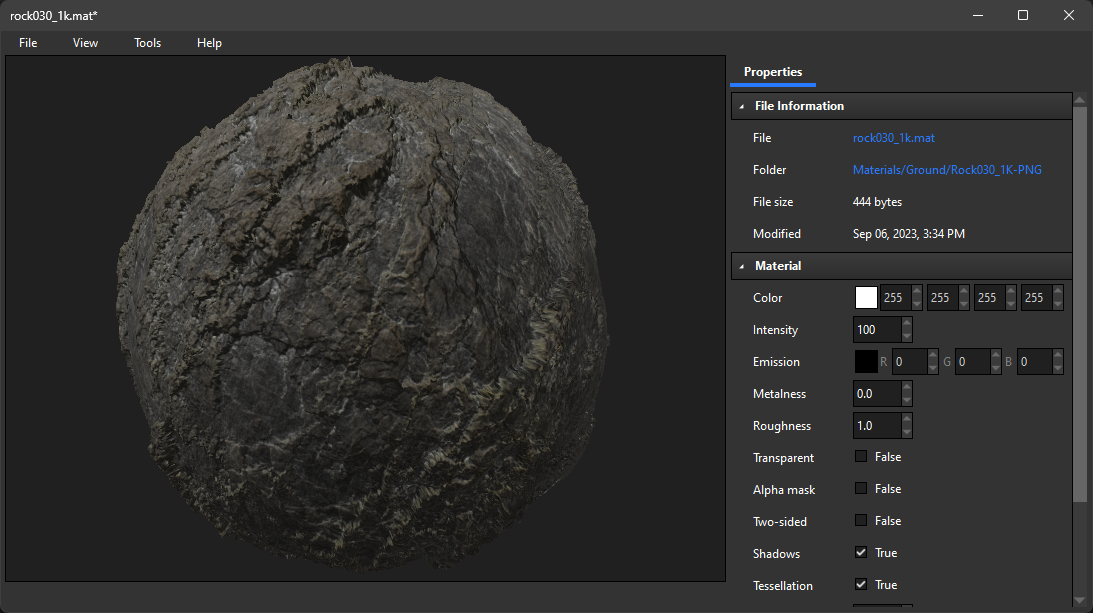 rock030_1k.mat*
File View Tools Help
Properties
File Information
File rock030_1k.mat
Folder Materials/Ground/Rock030_1K-PNG
File size 444 bytes
Modified Sep 06, 2023, 3:34 PM
Material
Color 255 255 255 255
Intensity 100
Emission R 0 G 0 B 0
Metalness 0.0
Roughness 1.0
Transparent False
Alpha mask False
Two-sided False
Shadows True
Tessellation True